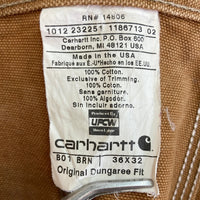 RN# 14806
1012 232251 1186713 02
Carhartt Inc. P.O. Box 600
Dearborn, MI 48121 USA
Made in the U.S.A.
Fabriqué aux É.-U*Hecho en los EE.UU.
100% Cotton.
Exclusive of Trimming.
100% Coton.
Sans garniture.
100% Algodón.
Sin incluir adorno.
UFCW
carhartt
B01 BRN 36X32
Original Dungaree Fit